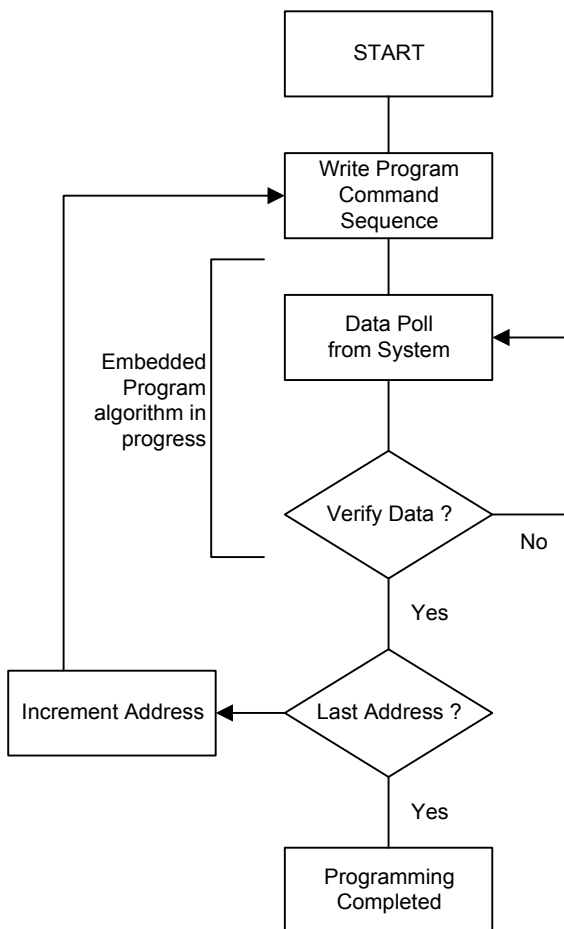 START
Write Program
Command
Sequence
Data Poll
from System
Embedded
Program
algorithm in
progress
Verify Data ?
No
Yes
Increment Address
Last Address ?
Yes
Programming
Completed